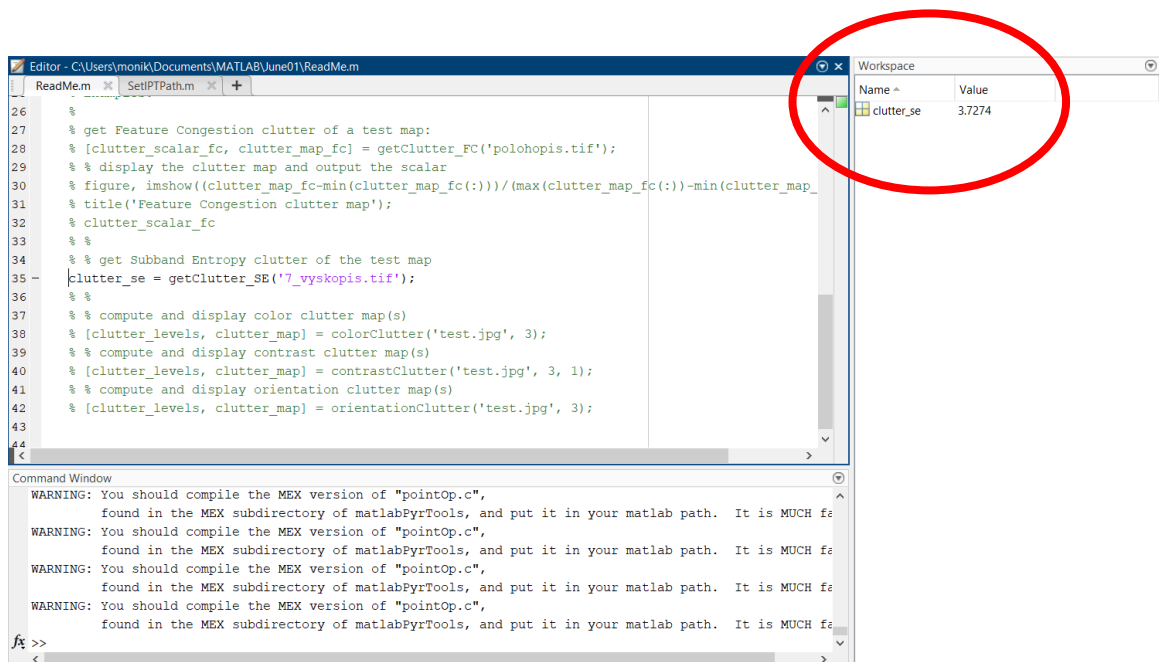 Editor - C:\Users\monik\Documents\MATLAB\June01\ReadMe.m
ReadMe.m SetIPTPath.m +
26 %
27 % get Feature Congestion clutter of a test map:
28 % [clutter_scalar_fc, clutter_map_fc] = getClutter_FC('polohopis.tif');
29 % % display the clutter map and output the scalar
30 % figure, imshow((clutter_map_fc-min(clutter_map_fc(:)))/(max(clutter_map_fc(:))-min(clutter_map_
31 % title('Feature Congestion clutter map');
32 % clutter_scalar_fc
33 % %
34 % % get Subband Entropy clutter of the test map
35 - clutter_se = getClutter_SE('7_vyskopis.tif');
36 % %
37 % % compute and display color clutter map(s)
38 % [clutter_levels, clutter_map] = colorClutter('test.jpg', 3);
39 % % compute and display contrast clutter map(s)
40 % [clutter_levels, clutter_map] = contrastClutter('test.jpg', 3, 1);
41 % % compute and display orientation clutter map(s)
42 % [clutter_levels, clutter_map] = orientationClutter('test.jpg', 3);
43
44
Command Window
WARNING: You should compile the MEX version of "pointOp.c",
found in the MEX subdirectory of matlabPyrTools, and put it in your matlab path. It is MUCH fa
WARNING: You should compile the MEX version of "pointOp.c",
found in the MEX subdirectory of matlabPyrTools, and put it in your matlab path. It is MUCH fa
WARNING: You should compile the MEX version of "pointOp.c",
found in the MEX subdirectory of matlabPyrTools, and put it in your matlab path. It is MUCH fa
WARNING: You should compile the MEX version of "pointOp.c",
found in the MEX subdirectory of matlabPyrTools, and put it in your matlab path. It is MUCH fa
fx >>
Workspace
Name Value
clutter_se 3.7274